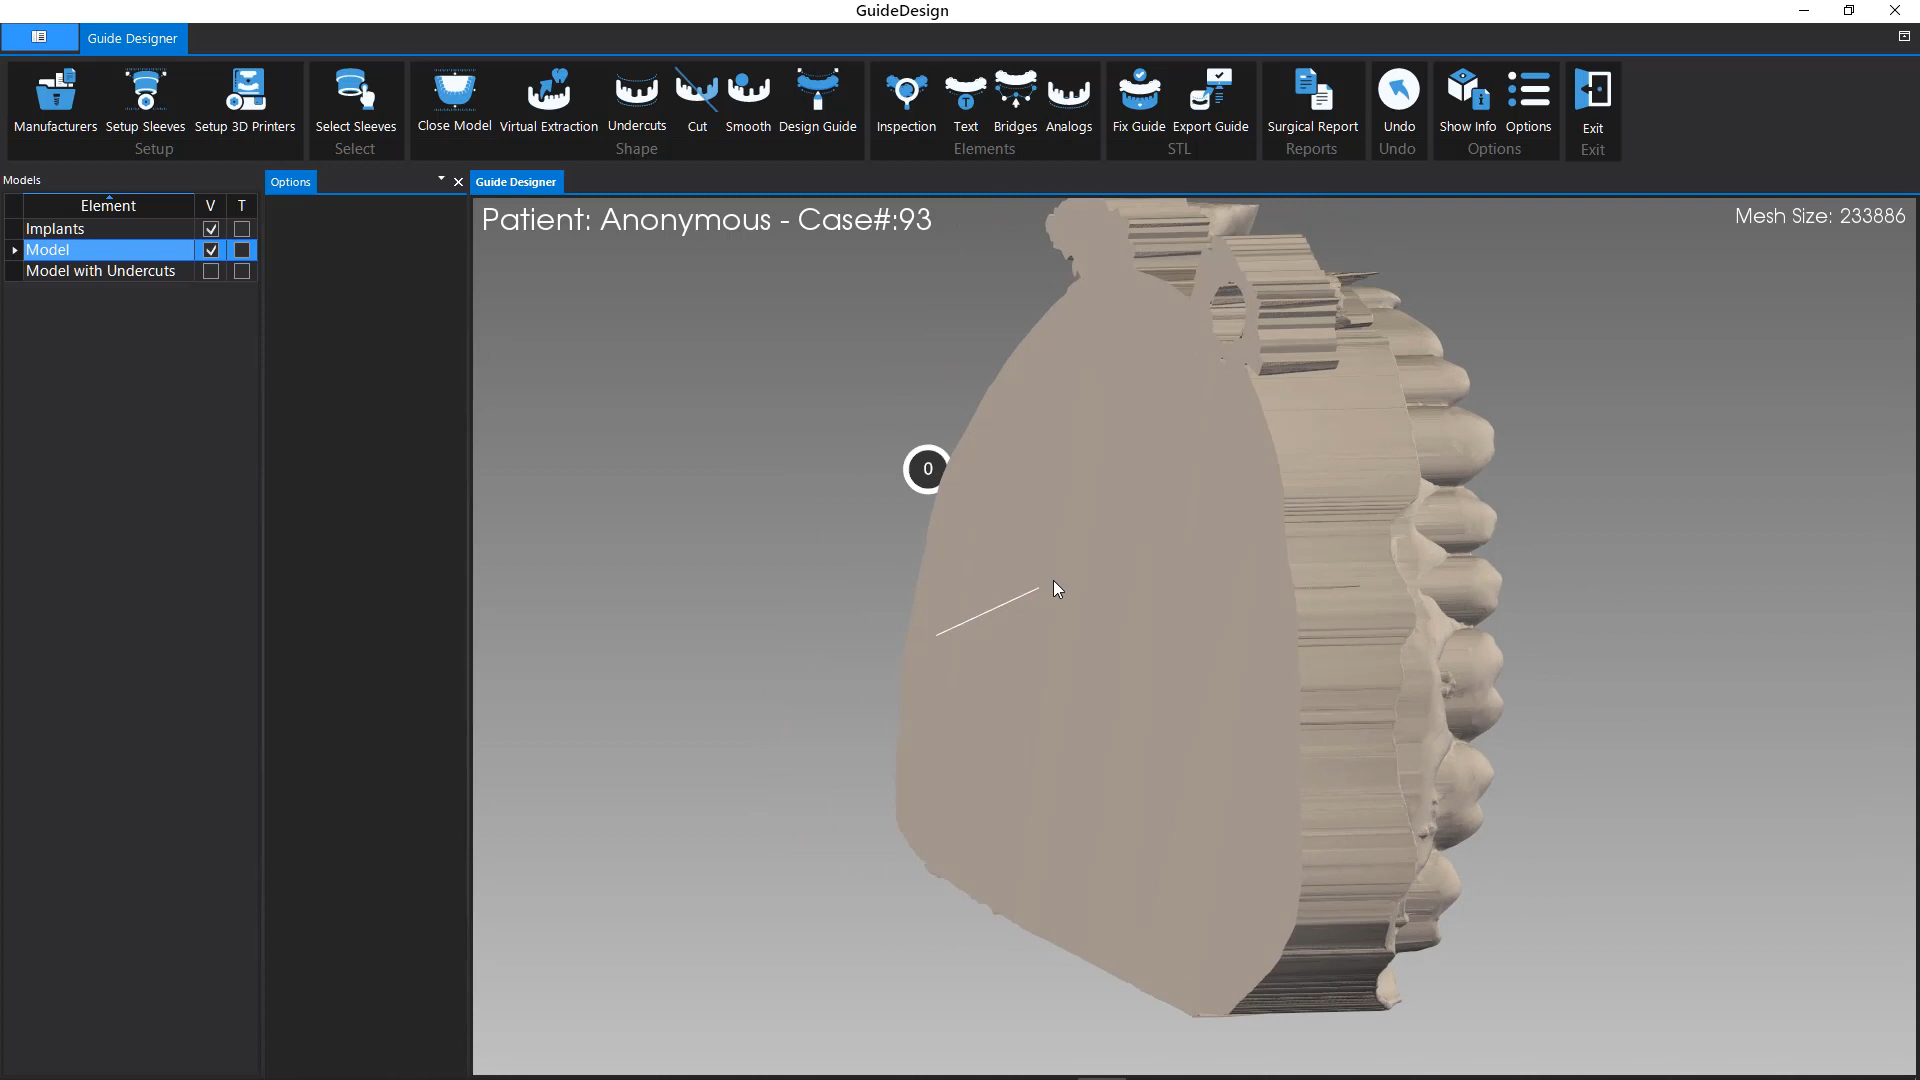 GuideDesign
Guide Designer
Manufacturers Setup Sleeves Setup 3D Printers Select Sleeves Close Model Virtual Extraction Undercuts Cut Smooth Design Guide Inspection Text Bridges Analogs Fix Guide Export Guide Surgical Report Undo Show Info Options Exit
Setup Select Shape Elements STL Reports Undo Options Exit
Models Options Guide Designer
Element V T
Implants
Model
Model with Undercuts
Patient: Anonymous - Case#:93
Mesh Size: 233886
0